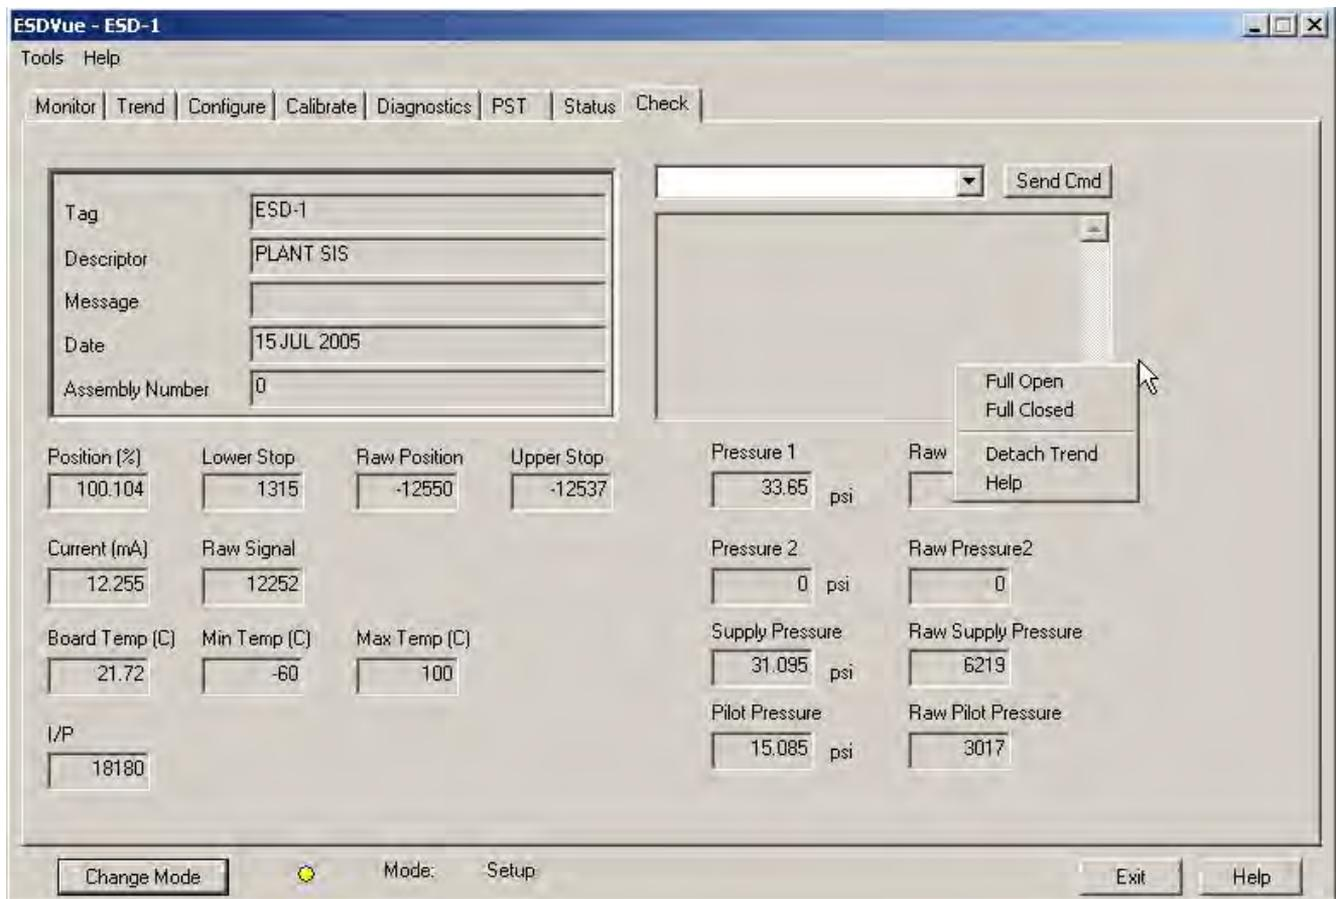 ESDVue - ESD-1
Tools Help
Monitor Trend Configure Calibrate Diagnostics PST Status Check
Send Cmd
Tag ESD-1
Descriptor PLANT SIS
Message
Date 15 JUL 2005
Assembly Number 0
Full Open
Full Closed
Detach Trend
Help
Position (%) Lower Stop Raw Position Upper Stop Pressure 1 Raw
100.104 1315 -12550 -12537 33.65 psi
Current (mA) Raw Signal Pressure 2 Raw Pressure2
12.255 12252 0 psi 0
Board Temp (C) Min Temp (C) Max Temp (C) Supply Pressure Raw Supply Pressure
21.72 -60 100 31.095 psi 6219
I/P Pilot Pressure Raw Pilot Pressure
18180 15.085 psi 3017
Change Mode Mode: Setup Exit Help